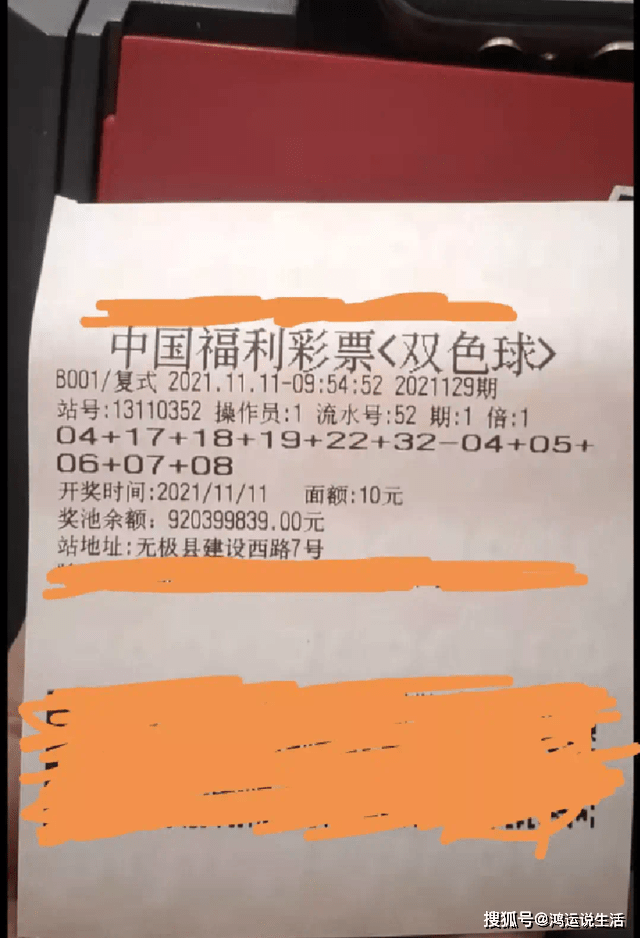 中国福利彩票<双色球>
B001/复式 2021.11.11-09:54:52 2021129期
站号:13110352 操作员:1 流水号:52 期:1 倍:1
04+17+18+19+22+32-04+05+
06+07+08
开奖时间:2021/11/11 面额:10元
奖池余额: 920399839.00元
站地址:无极县建设西路7号
搜狐号@鸿运说生活